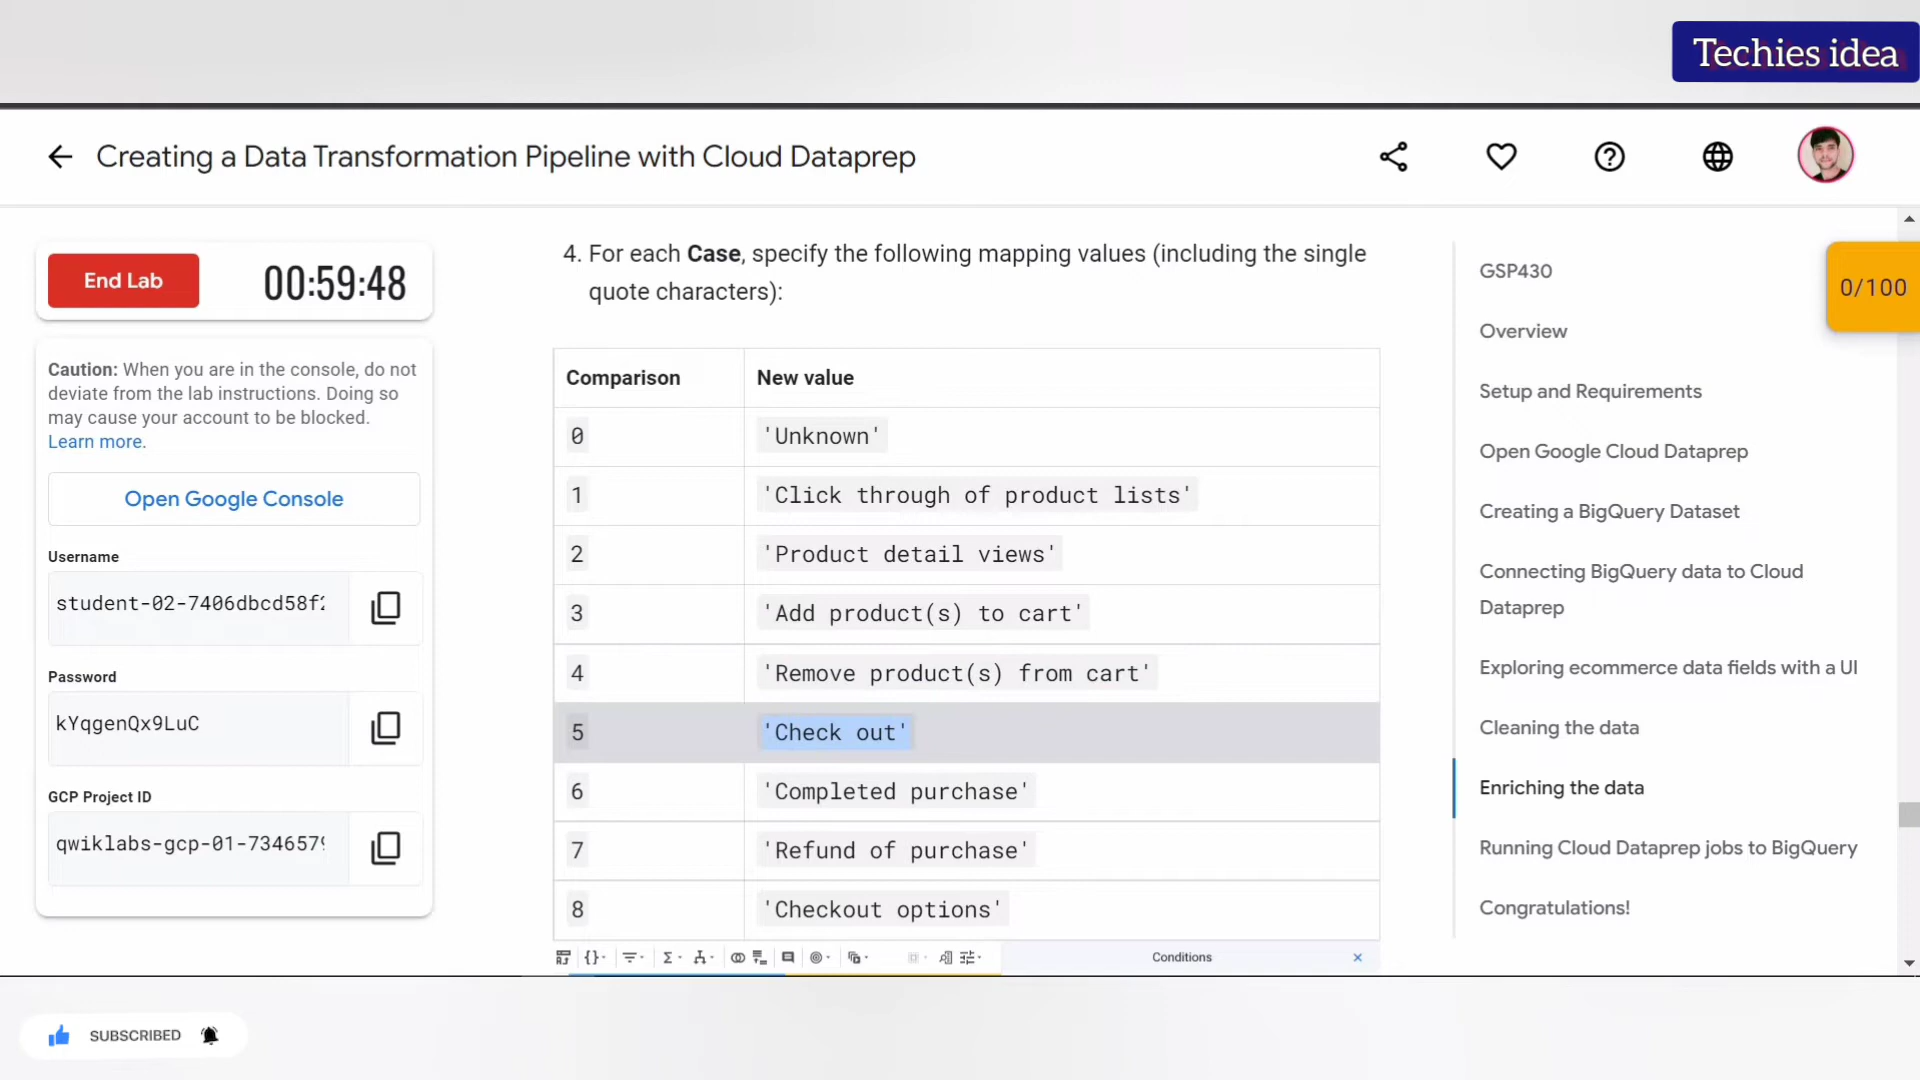 Techies idea
Creating a Data Transformation Pipeline with Cloud Dataprep
End Lab
00:59:48
Caution: When you are in the console, do not
deviate from the lab instructions. Doing so
may cause your account to be blocked.
Learn more.
Open Google Console
Username
student-02-7406dbcd58f2
Password
kYqgenQx9LuC
GCP Project ID
qwiklabs-gcp-01-7346579
4. For each Case, specify the following mapping values (including the single
quote characters):
Comparison New value
0 'Unknown'
1 'Click through of product lists'
2 'Product detail views'
3 'Add product(s) to cart'
4 'Remove product(s) from cart'
5 'Check out'
6 'Completed purchase'
7 'Refund of purchase'
8 'Checkout options'
Conditions
GSP430
Overview
Setup and Requirements
Open Google Cloud Dataprep
Creating a BigQuery Dataset
Connecting BigQuery data to Cloud
Dataprep
Exploring ecommerce data fields with a UI
Cleaning the data
Enriching the data
Running Cloud Dataprep jobs to BigQuery
Congratulations!
0/100
SUBSCRIBED